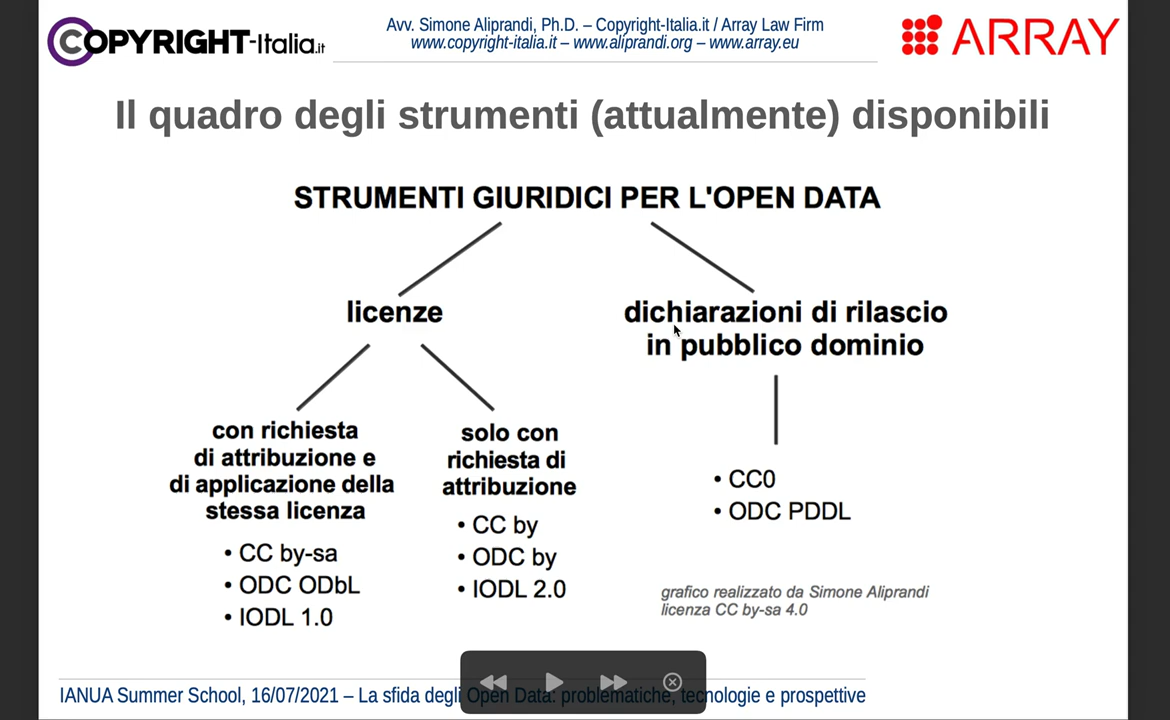 COPYRIGHT-Italia.it
Avv. Simone Aliprandi, Ph.D. – Copyright-Italia.it / Array Law Firm
www.copyright-italia.it – www.aliprandi.org – www.array.eu
ARRAY
Il quadro degli strumenti (attualmente) disponibili
STRUMENTI GIURIDICI PER L'OPEN DATA
licenze
dichiarazioni di rilascio
in pubblico dominio
con richiesta
di attribuzione e
di applicazione della
stessa licenza
• CC by-sa
• ODC ODbL
• IODL 1.0
solo con
richiesta di
attribuzione
• CC by
• ODC by
• IODL 2.0
• CC0
• ODC PDDL
grafico realizzato da Simone Aliprandi
licenza CC by-sa 4.0
IANUA Summer School, 16/07/2021 – La sfida degli Open Data: problematiche, tecnologie e prospettive